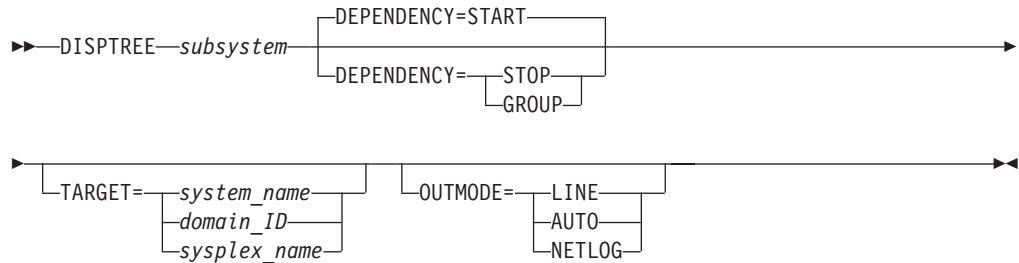 DEPENDENCY=START
DISPTREE subsystem
DEPENDENCY= STOP
GROUP
TARGET= system_name OUTMODE= LINE
domain_ID AUTO
sysplex_name NETLOG